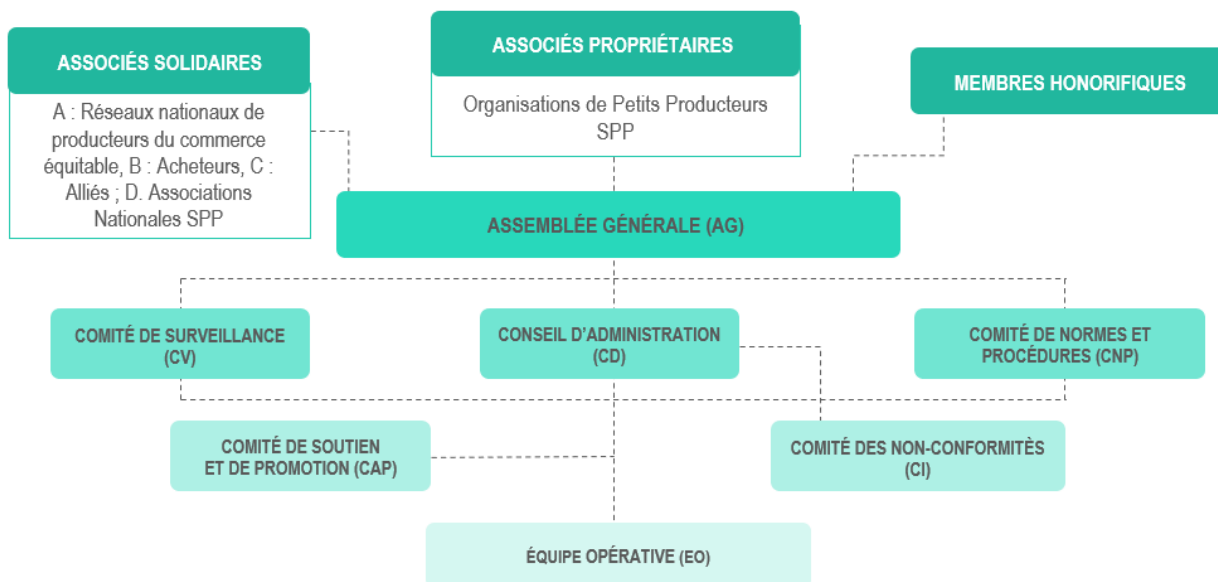 ASSOCIÉS SOLIDAIRES
A : Réseaux nationaux de
producteurs du commerce
équitable, B : Acheteurs, C :
Alliés ; D. Associations
Nationales SPP
ASSOCIÉS PROPRIÉTAIRES
Organisations de Petits Producteurs
SPP
MEMBRES HONORIFIQUES
ASSEMBLÉE GÉNÉRALE (AG)
COMITÉ DE SURVEILLANCE
(CV)
CONSEIL D'ADMINISTRATION
(CD)
COMITÉ DE NORMES ET
PROCÉDURES (CNP)
COMITÉ DE SOUTIEN
ET DE PROMOTION (CAP)
COMITÉ DES NON-CONFORMITÈS
(CI)
ÉQUIPE OPÉRATIVE (EO)